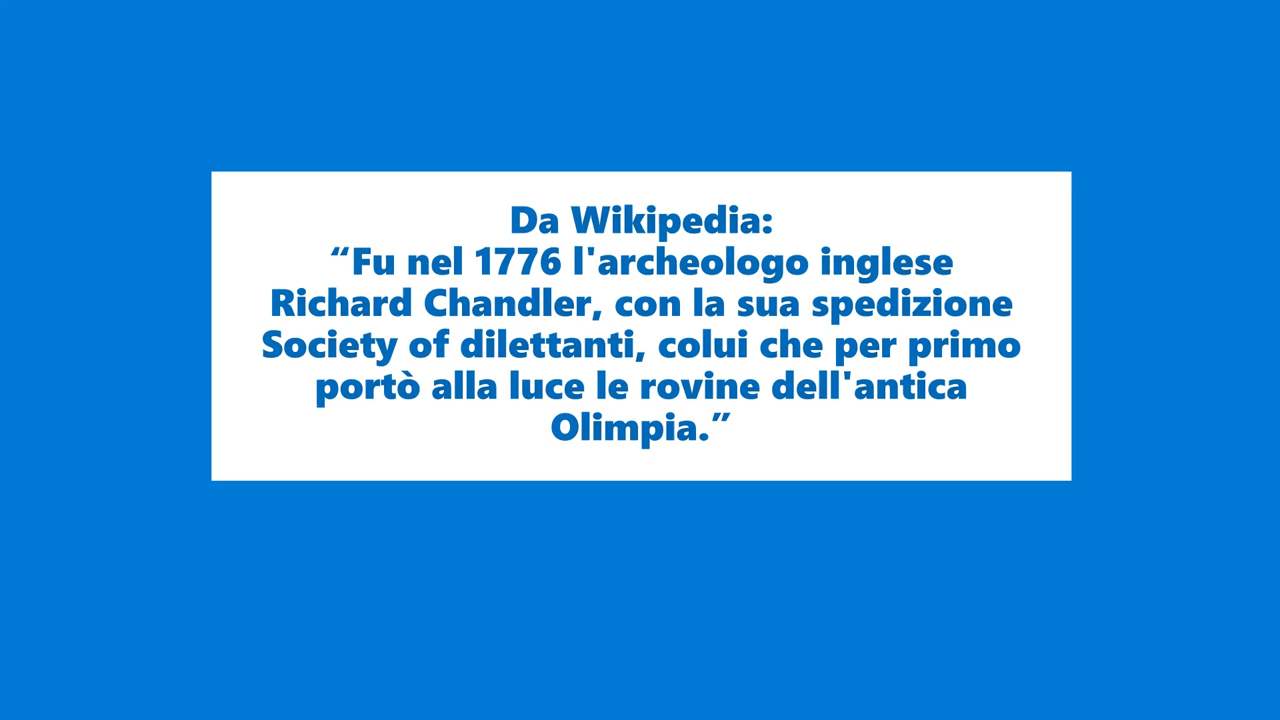 Da Wikipedia:
“Fu nel 1776 l'archeologo inglese
Richard Chandler, con la sua spedizione
Society of dilettanti, colui che per primo
portò alla luce le rovine dell'antica
Olimpia.”